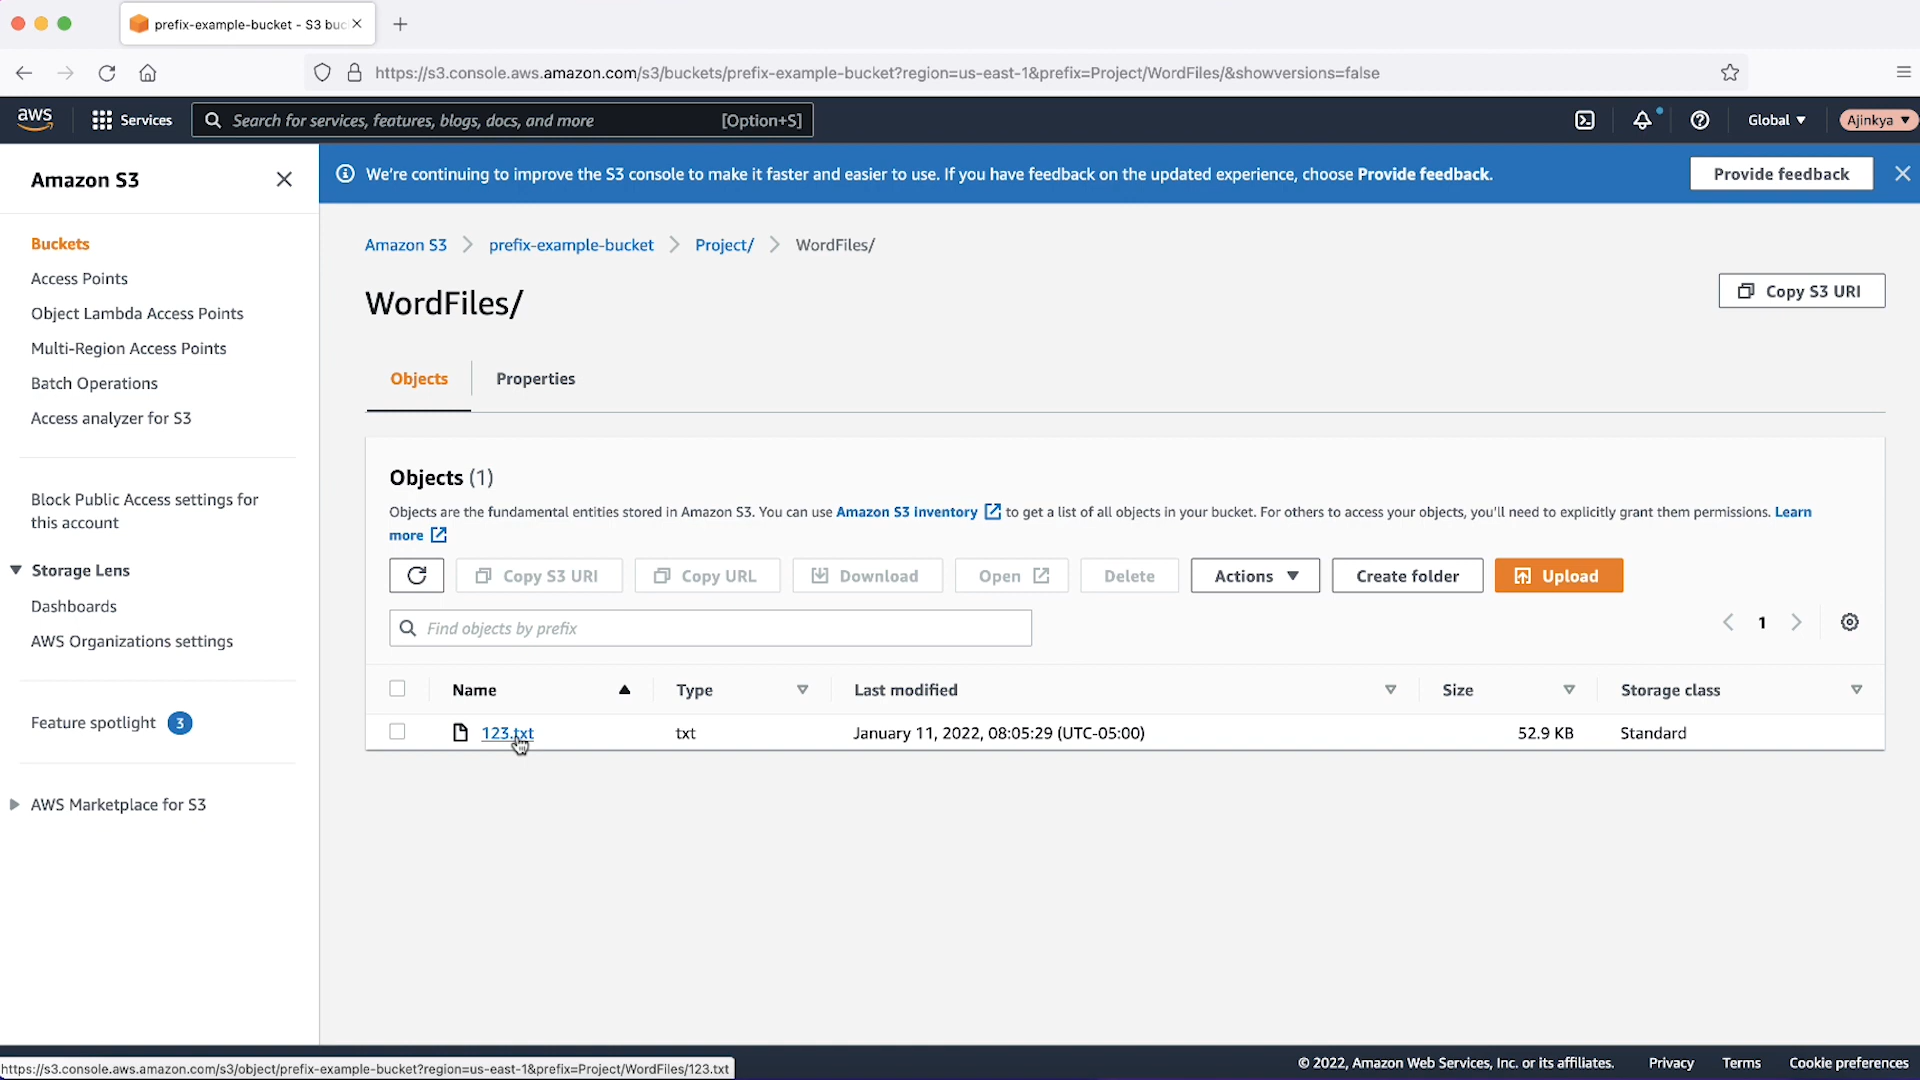 prefix-example-bucket - S3 buc
https://s3.console.aws.amazon.com/s3/buckets/prefix-example-bucket?region=us-east-1&prefix=Project/WordFiles/&showversions=false
aws
Services
Search for services, features, blogs, docs, and more
[Option+S]
Global
Ajinkya
Amazon S3
We're continuing to improve the S3 console to make it faster and easier to use. If you have feedback on the updated experience, choose Provide feedback.
Provide feedback
Buckets
Access Points
Object Lambda Access Points
Multi-Region Access Points
Batch Operations
Access analyzer for S3
Block Public Access settings for
this account
Storage Lens
Dashboards
AWS Organizations settings
Feature spotlight 3
AWS Marketplace for S3
Amazon S3 prefix-example-bucket Project/ WordFiles/
WordFiles/
Copy S3 URI
Objects Properties
Objects (1)
Objects are the fundamental entities stored in Amazon S3. You can use Amazon S3 inventory to get a list of all objects in your bucket. For others to access your objects, you'll need to explicitly grant them permissions. Learn
more
Copy S3 URI Copy URL Download Open Delete Actions Create folder Upload
Find objects by prefix
1
Name Type Last modified Size Storage class
123.txt txt January 11, 2022, 08:05:29 (UTC-05:00) 52.9 KB Standard
https://s3.console.aws.amazon.com/s3/object/prefix-example-bucket?region=us-east-1&prefix=Project/WordFiles/123.txt
© 2022, Amazon Web Services, Inc. or its affiliates. Privacy Terms Cookie preferences